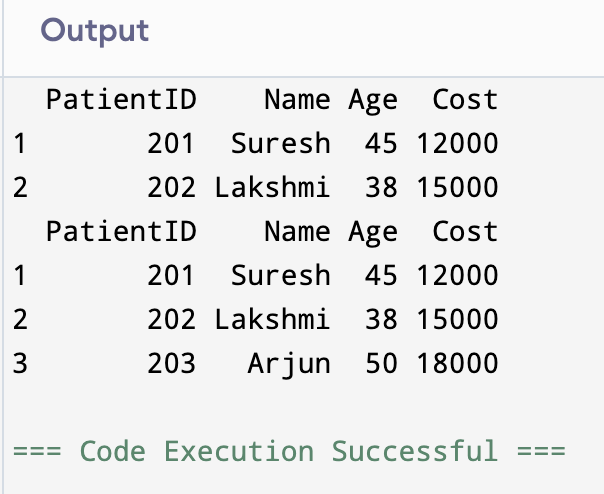 Output
  PatientID    Name Age  Cost
1       201  Suresh  45 12000
2       202 Lakshmi  38 15000
  PatientID    Name Age  Cost
1       201  Suresh  45 12000
2       202 Lakshmi  38 15000
3       203   Arjun  50 18000
=== Code Execution Successful ===